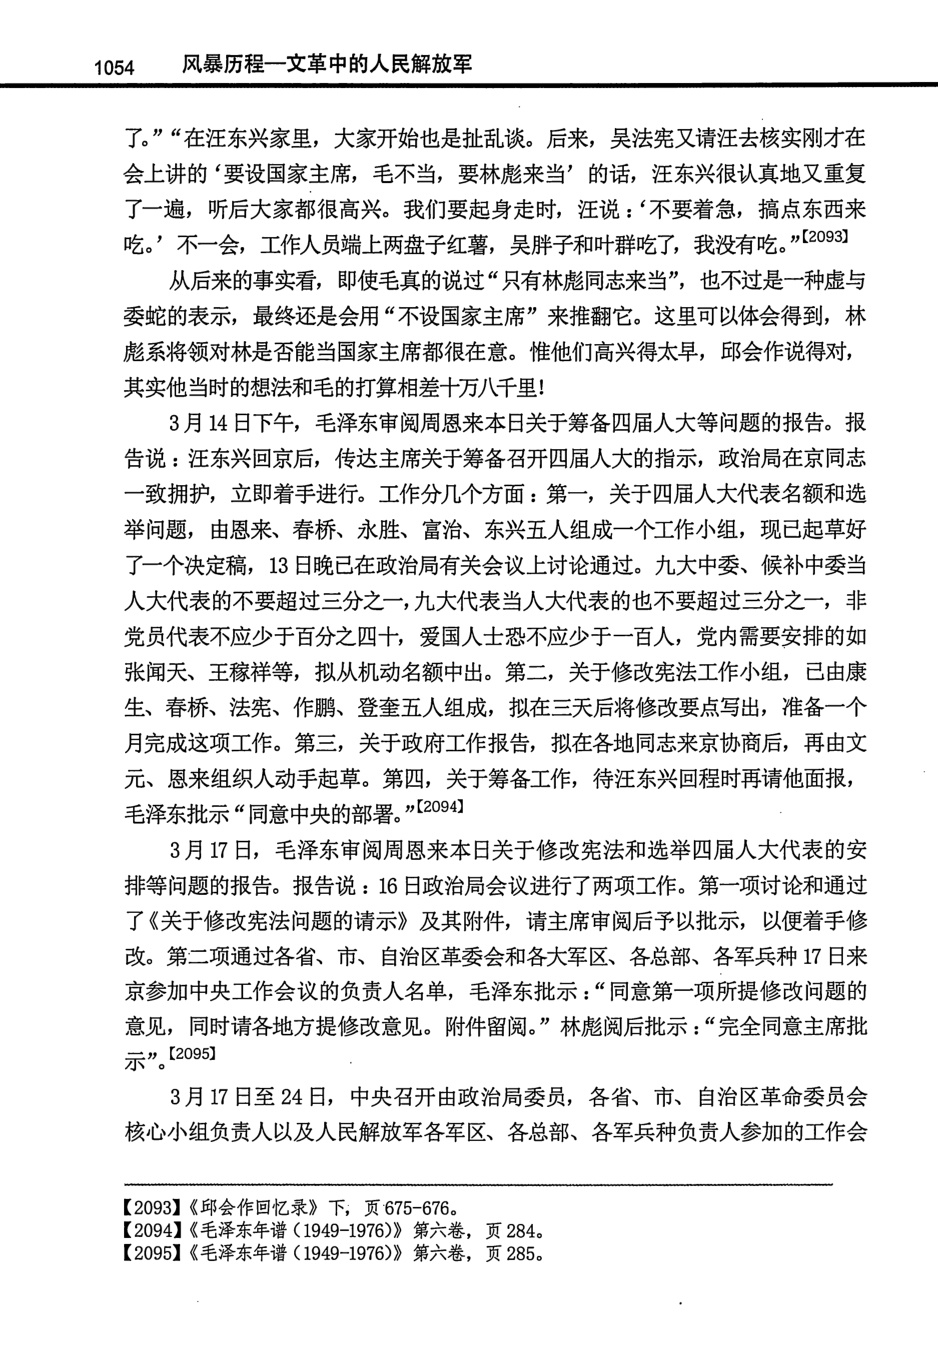 1054 风暴历程—文革中的人民解放军
了。”“在汪东兴家里，大家开始也是扯乱谈。后来，吴法宪又请汪去核实刚才在
会上讲的‘要设国家主席，毛不当，要林彪来当’的话，汪东兴很认真地又重复
了一遍，听后大家都很高兴。我们要起身走时，汪说：‘不要着急，搞点东西来
吃。’不一会，工作人员端上两盘子红薯，吴胖子和叶群吃了，我没有吃。”【2093】
从后来的事实看，即使毛真的说过“只有林彪同志来当”，也不过是一种虚与
委蛇的表示，最终还是会用“不设国家主席”来推翻它。这里可以体会得到，林
彪系将领对林是否能当国家主席都很在意。惟他们高兴得太早，邱会作说得对，
其实他当时的想法和毛的打算相差十万八千里！
3月14日下午，毛泽东审阅周恩来本日关于筹备四届人大等问题的报告。报
告说：汪东兴回京后，传达主席关于筹备召开四届人大的指示，政治局在京同志
一致拥护，立即着手进行。工作分几个方面：第一，关于四届人大代表名额和选
举问题，由恩来、春桥、永胜、富治、东兴五人组成一个工作小组，现已起草好
了一个决定稿，13日晚已在政治局有关会议上讨论通过。九大中委、候补中委当
人大代表的不要超过三分之一，九大代表当人大代表的也不要超过三分之一，非
党员代表不应少于百分之四十，爱国人士恐不应少于一百人，党内需要安排的如
张闻天、王稼祥等，拟从机动名额中出。第二，关于修改宪法工作小组，已由康
生、春桥、法宪、作鹏、登奎五人组成，拟在三天后将修改要点写出，准备一个
月完成这项工作。第三，关于政府工作报告，拟在各地同志来京协商后，再由文
元、恩来组织人动手起草。第四，关于筹备工作，待汪东兴回程时再请他面报，
毛泽东批示“同意中央的部署。”【2094】
3月17日，毛泽东审阅周恩来本日关于修改宪法和选举四届人大代表的安
排等问题的报告。报告说：16日政治局会议进行了两项工作。第一项讨论和通过
了《关于修改宪法问题的请示》及其附件，请主席审阅后予以批示，以便着手修
改。第二项通过各省、市、自治区革委会和各大军区、各总部、各军兵种17日来
京参加中央工作会议的负责人名单，毛泽东批示：“同意第一项所提修改问题的
意见，同时请各地方提修改意见。附件留阅。”林彪阅后批示：“完全同意主席批
示”。【2095】
3月17日至24日，中央召开由政治局委员，各省、市、自治区革命委员会
核心小组负责人以及人民解放军各军区、各总部、各军兵种负责人参加的工作会
【2093】《邱会作回忆录》下，页675-676。
【2094】《毛泽东年谱（1949-1976）》第六卷，页284。
【2095】《毛泽东年谱（1949-1976）》第六卷，页285。